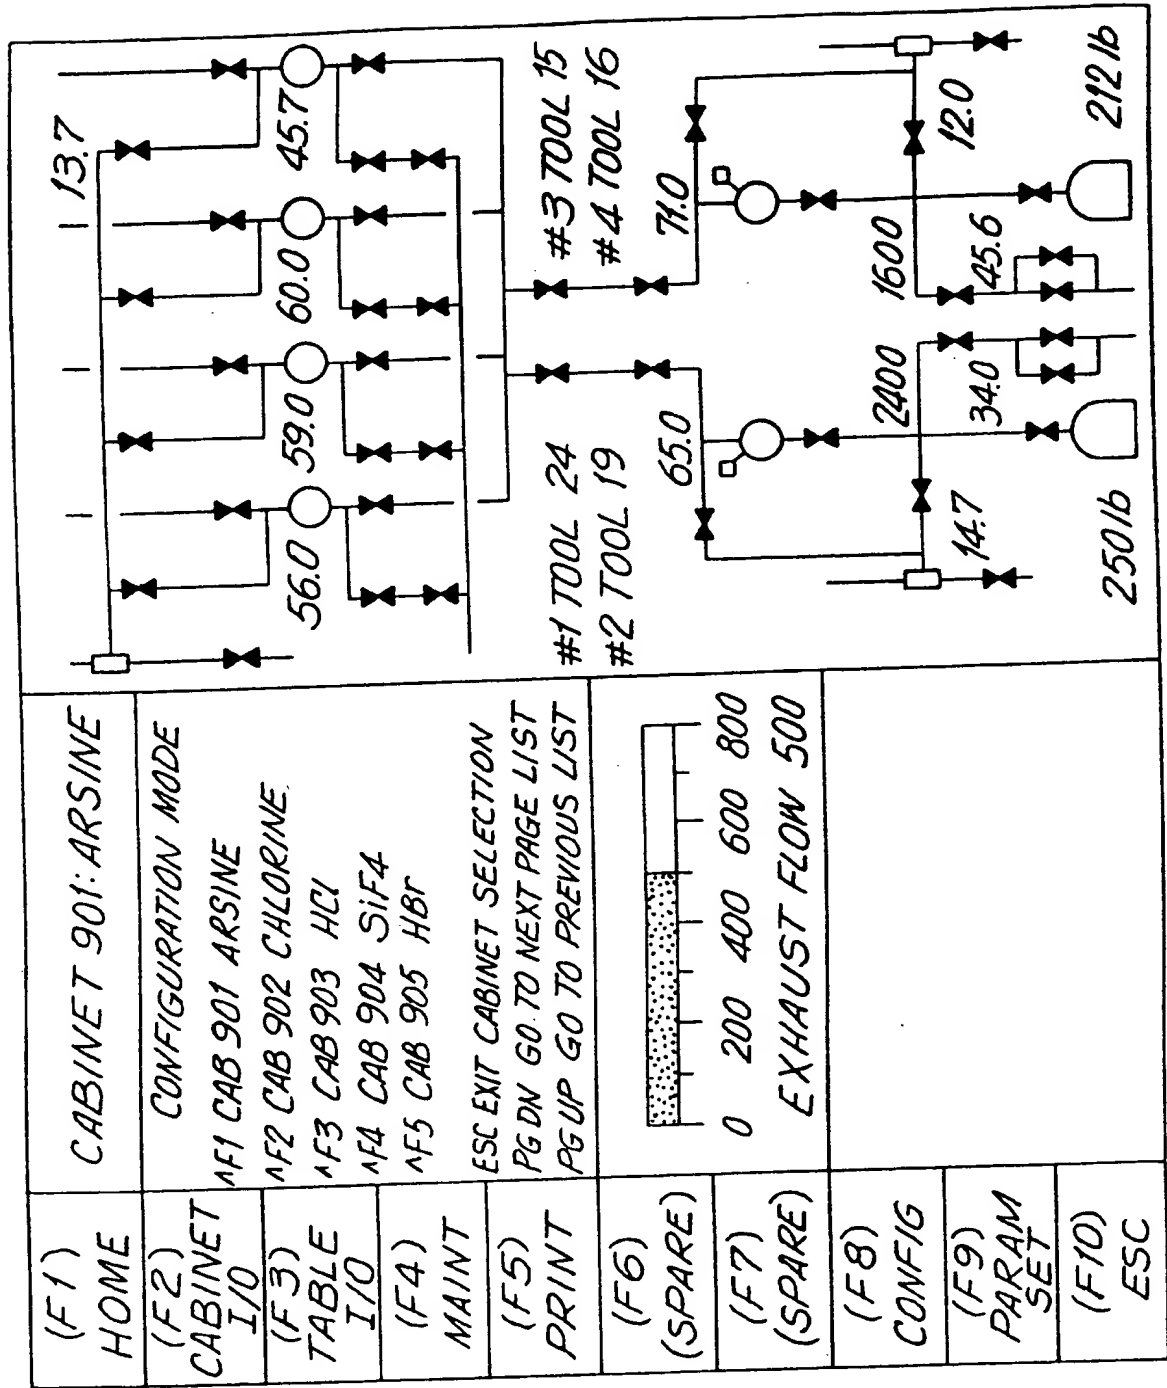 (F1)
HOME
(F2)
CABINET
I/O
(F3)
TABLE
I/O
(F4)
MAINT
(F5)
PRINT
(F6)
(SPARE)
(F7)
(SPARE)
(F8)
CONFIG
(F9)
PARAM
SET
(F10)
ESC
CABINET 901: ARSINE
CONFIGURATION MODE
^F1 CAB 901 ARSINE
^F2 CAB 902 CHLORINE
^F3 CAB 903 HCl
^F4 CAB 904 SiF4
^F5 CAB 905 HBr
ESC EXIT CABINET SELECTION
PG DN GO TO NEXT PAGE LIST
PG UP GO TO PREVIOUS LIST
0 200 400 600 800
EXHAUST FLOW 500
13.7
56.0 59.0 60.0 45.7
#1 TOOL 24
#2 TOOL 19
#3 TOOL 15
#4 TOOL 16
65.0 71.0
2400 1600
14.7 34.0 45.6 12.0
250 lb 212 lb